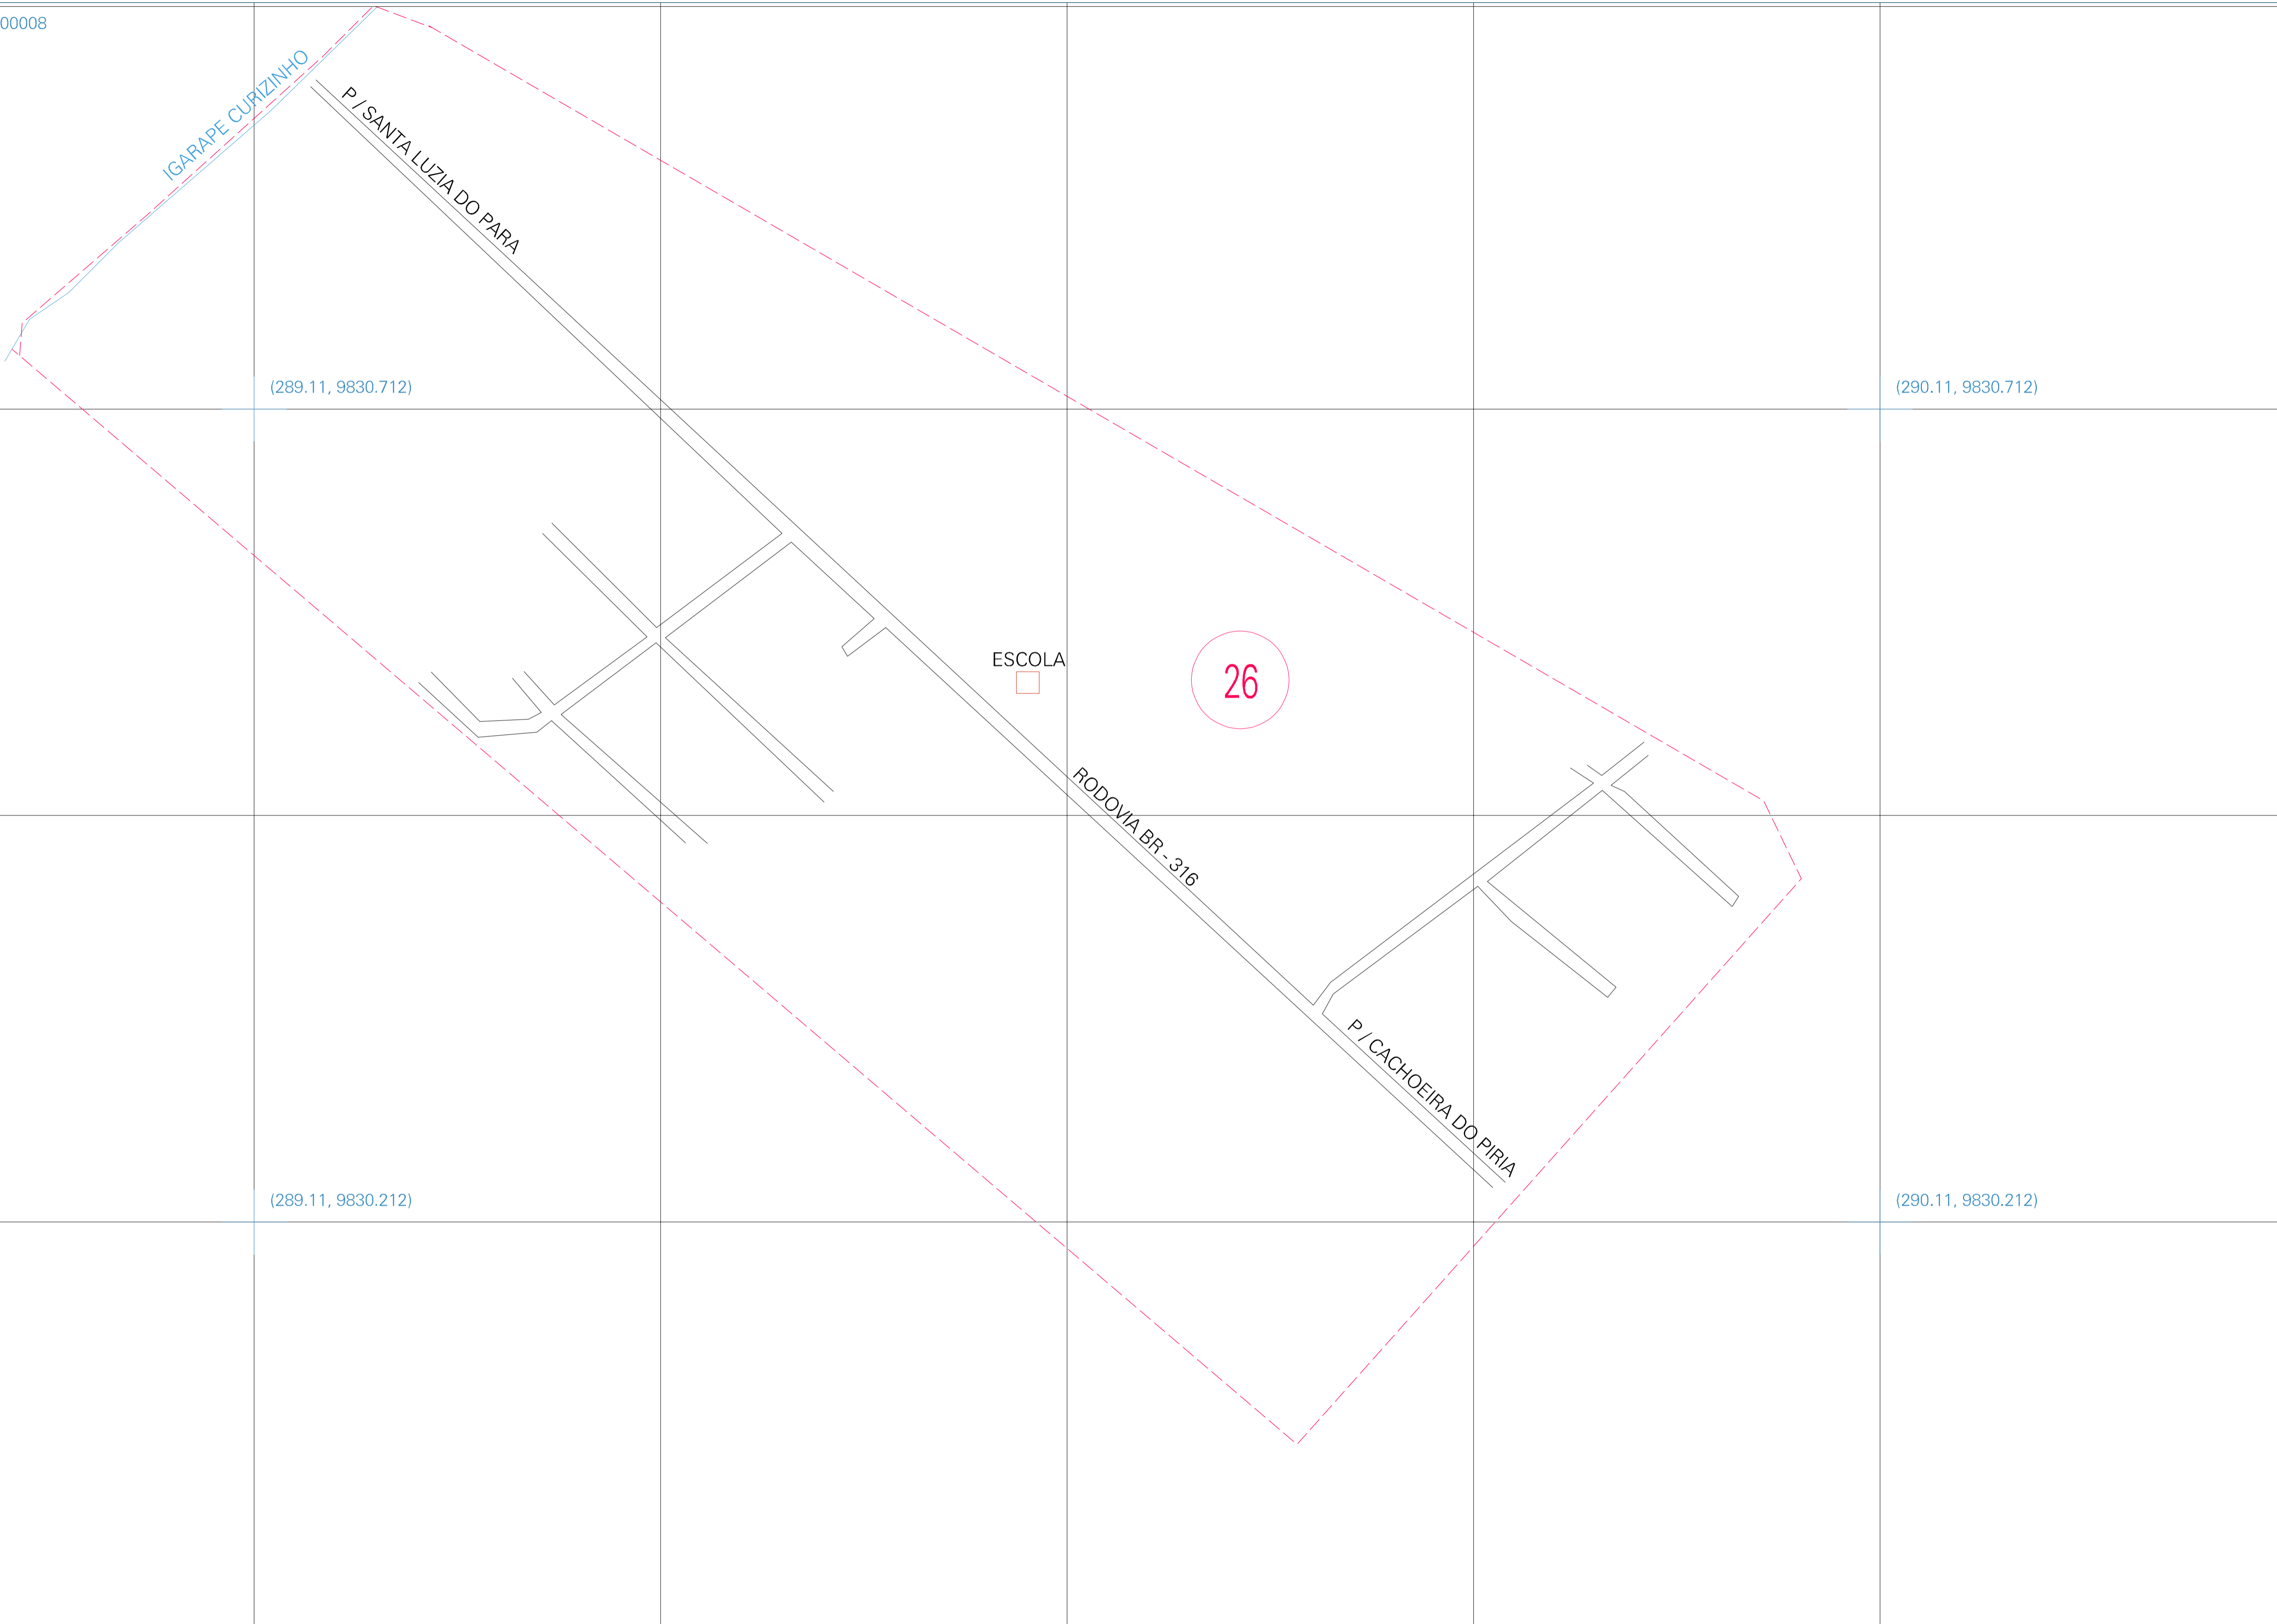 00008
IGARAPE CURIZINHO
P / SANTA LUZIA DO PARA
(289.11, 9830.712)
(290.11, 9830.712)
ESCOLA
26
RODOVIA BR - 316
P / CACHOEIRA DO PIRIA
(289.11, 9830.212)
(290.11, 9830.212)